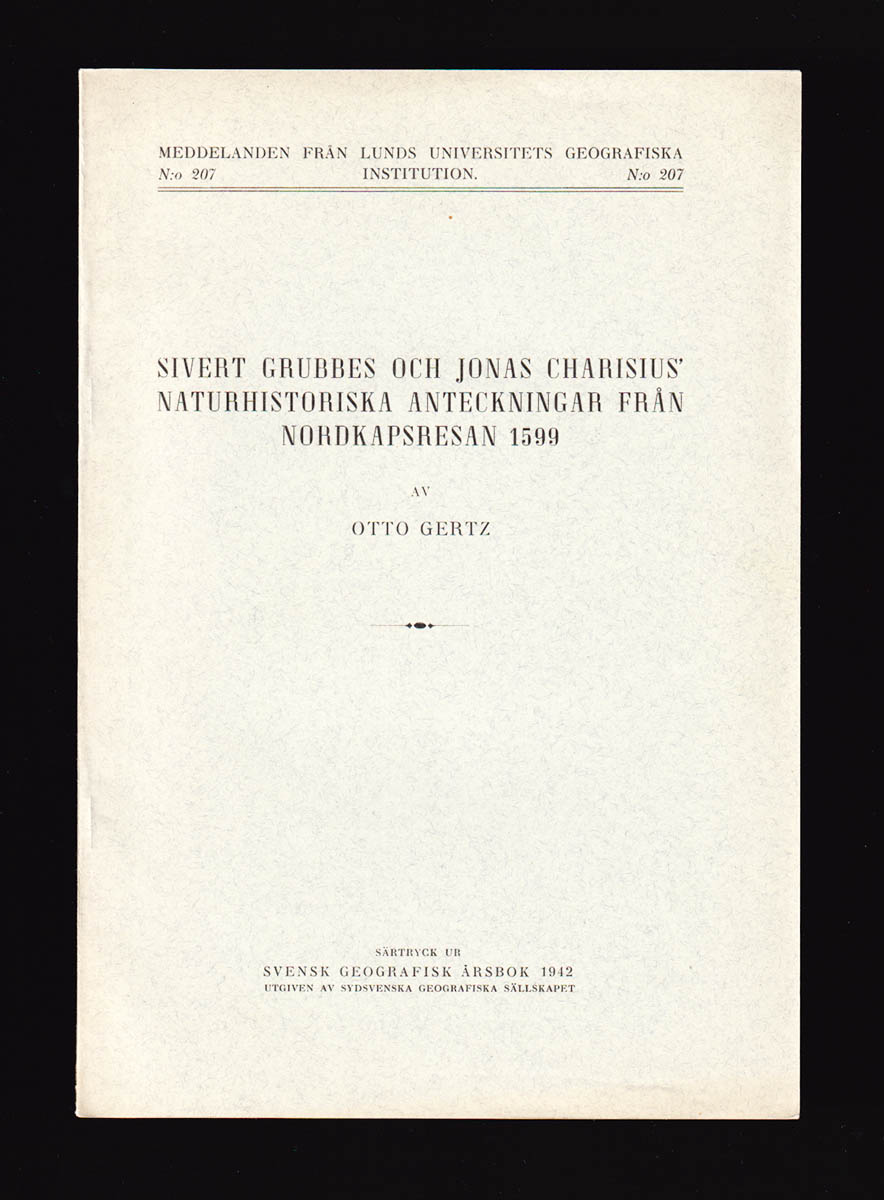 MEDDELANDEN FRÅN LUNDS UNIVERSITETS GEOGRAFISKA
N:o 207 INSTITUTION. N:o 207
SIVERT GRUBBES OCH JONAS CHARISIUS'
NATURHISTORISKA ANTECKNINGAR FRÅN
NORDKAPSRESAN 1599
AV
OTTO GERTZ
SÄRTRYCK UR
SVENSK GEOGRAFISK ÅRSBOK 1942
UTGIVEN AV SYDSVENSKA GEOGRAFISKA SÄLLSKAPET